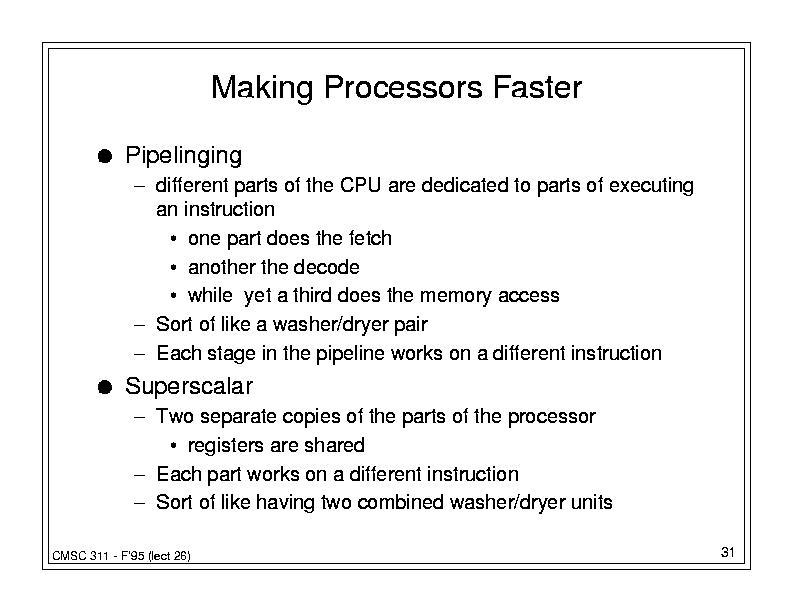 Making Processors Faster
● Pipelinging
– different parts of the CPU are dedicated to parts of executing
an instruction
• one part does the fetch
• another the decode
• while  yet a third does the memory access
– Sort of like a washer/dryer pair
– Each stage in the pipeline works on a different instruction
● Superscalar
– Two separate copies of the parts of the processor
• registers are shared
– Each part works on a different instruction
– Sort of like having two combined washer/dryer units
CMSC 311 - F'95 (lect 26)
31